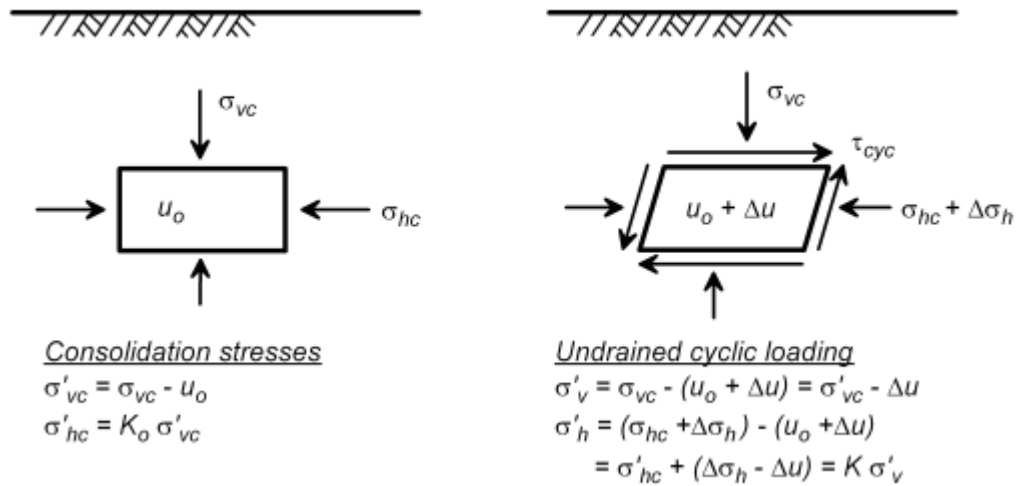 σvc
uo
σhc
Consolidation stresses
σ'vc = σvc - uo
σ'hc = Ko σ'vc
σvc
τcyc
uo + Δu
σhc + Δσh
Undrained cyclic loading
σ'v = σvc - (uo + Δu) = σ'vc - Δu
σ'h = (σhc +Δσh) - (uo +Δu)
= σ'hc + (Δσh - Δu) = K σ'v